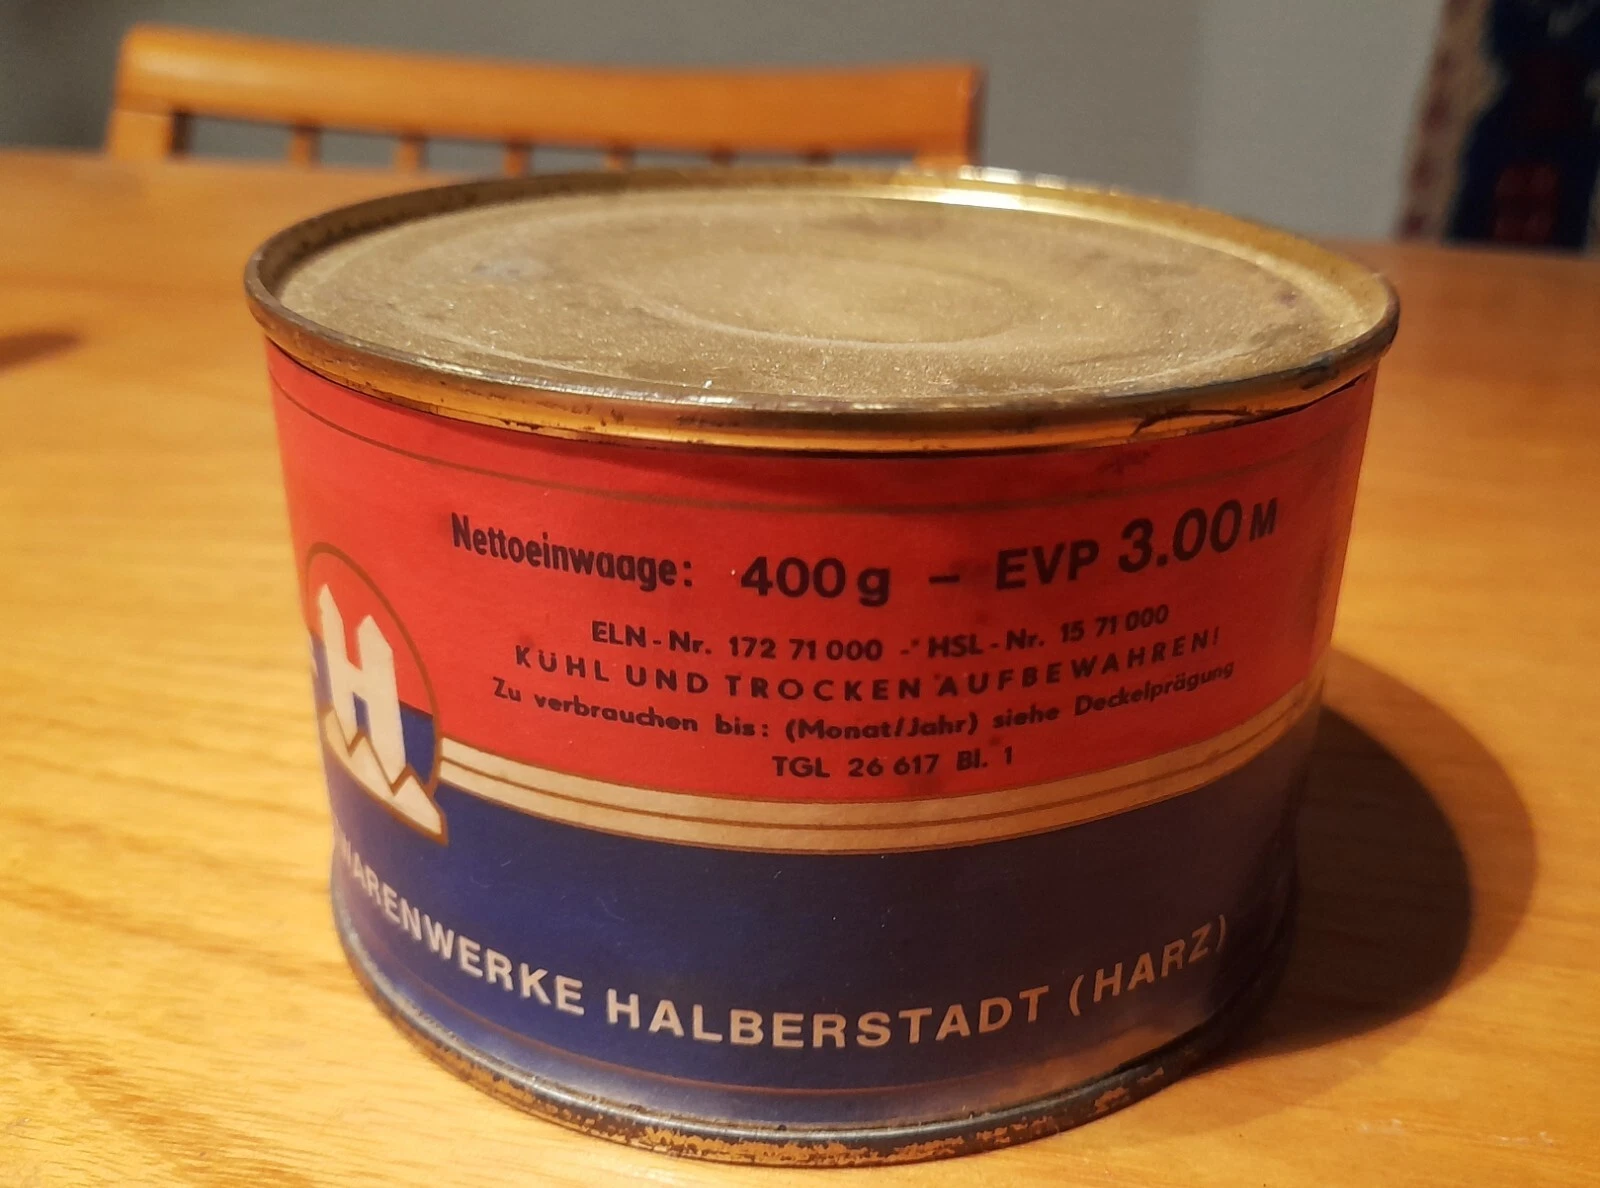 Nettoeinwaage: 400 g – EVP 3.00 M
ELN-Nr. 172 71 000 - HSL-Nr. 15 71 000
KÜHL UND TROCKEN AUFBEWAHREN!
Zu verbrauchen bis: (Monat/Jahr) siehe Deckelprägung
TGL 26 617 Bl. 1
H
WARENWERKE HALBERSTADT (HARZ)